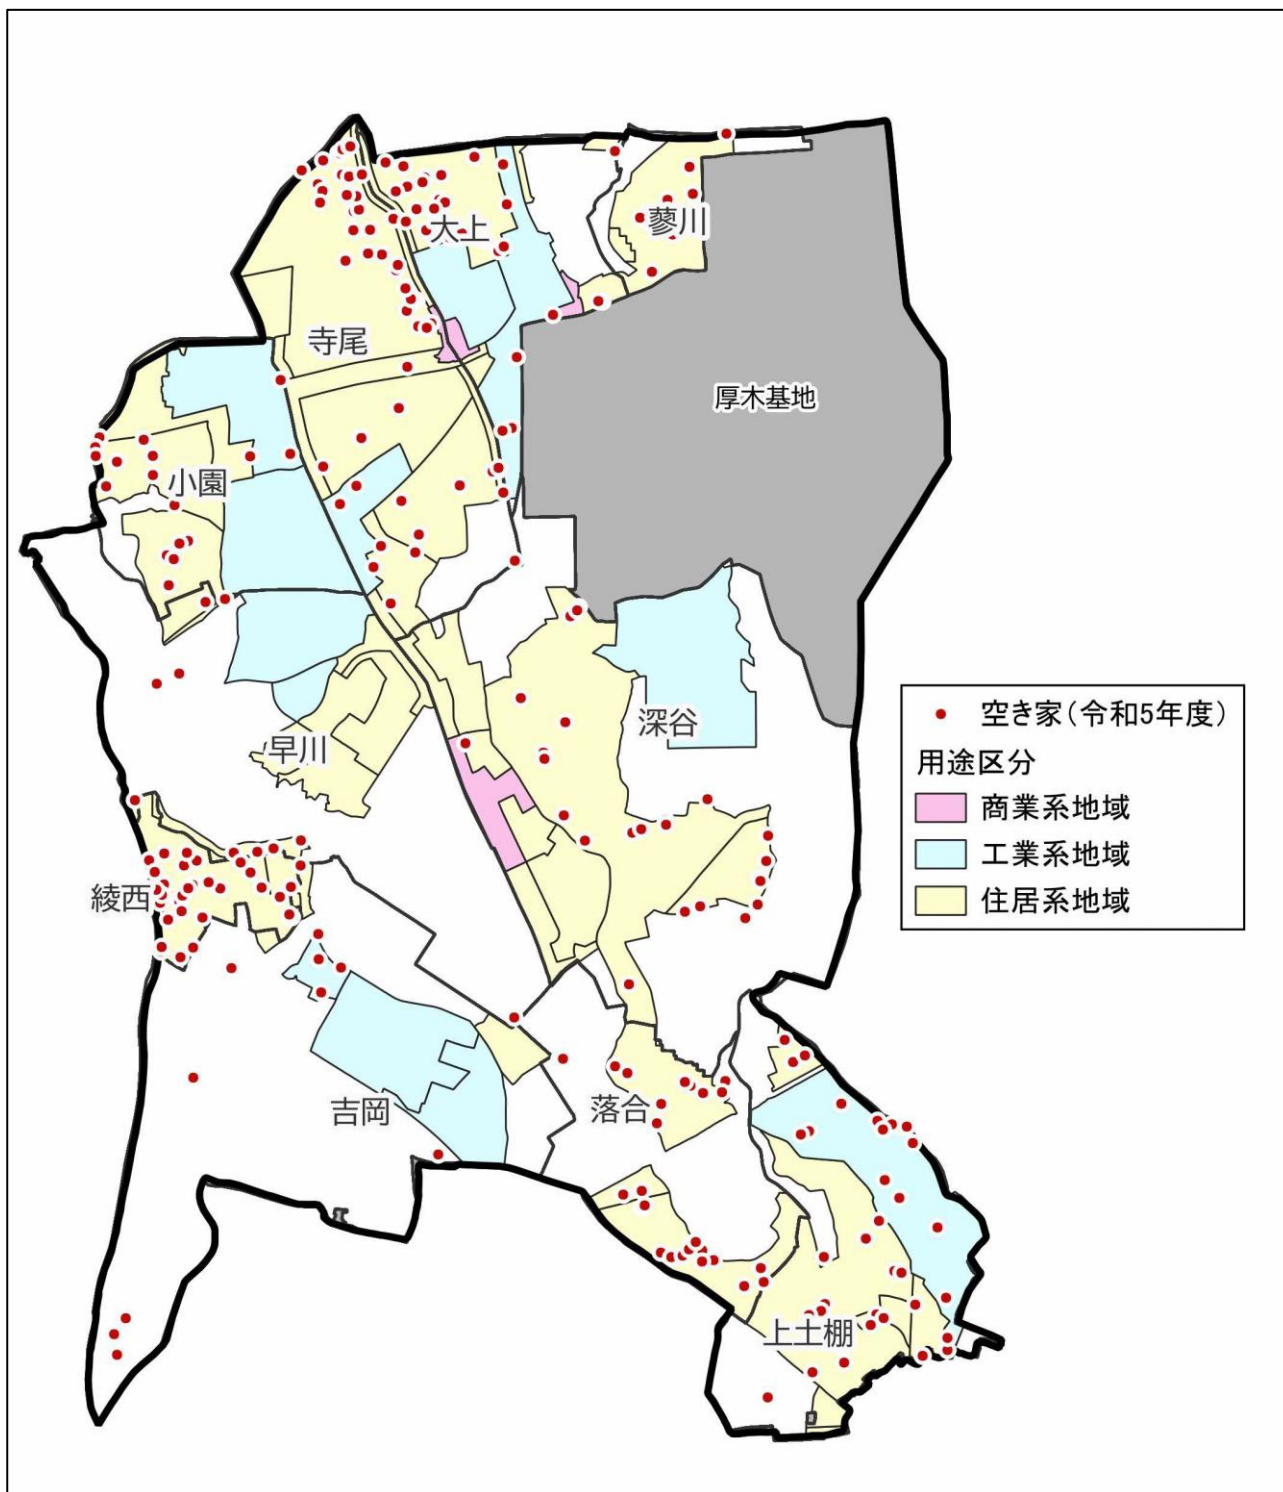 大上
蓼川
寺尾
厚木基地
小園
深谷
早川
綾西
吉岡
落合
上土棚
空き家（令和5年度）
用途区分
商業系地域
工業系地域
住居系地域